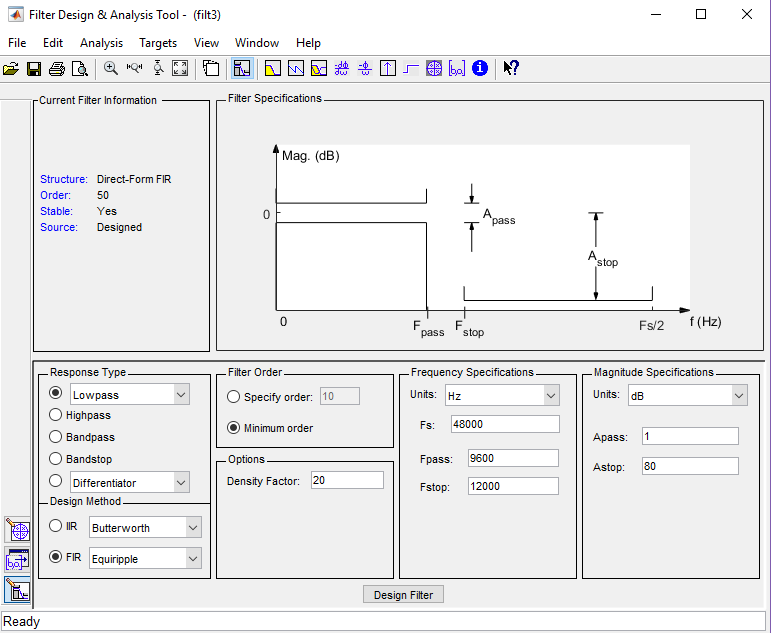 Filter Design & Analysis Tool - (filt3)
File Edit Analysis Targets View Window Help
Current Filter Information
Structure: Direct-Form FIR
Order: 50
Stable: Yes
Source: Designed
Filter Specifications
Mag. (dB)
0
A pass
A stop
0
F pass
F stop
Fs/2
f (Hz)
Response Type
Lowpass
Highpass
Bandpass
Bandstop
Differentiator
Design Method
IIR Butterworth
FIR Equiripple
Filter Order
Specify order: 10
Minimum order
Options
Density Factor: 20
Frequency Specifications
Units: Hz
Fs: 48000
Fpass: 9600
Fstop: 12000
Magnitude Specifications
Units: dB
Apass: 1
Astop: 80
Design Filter
Ready